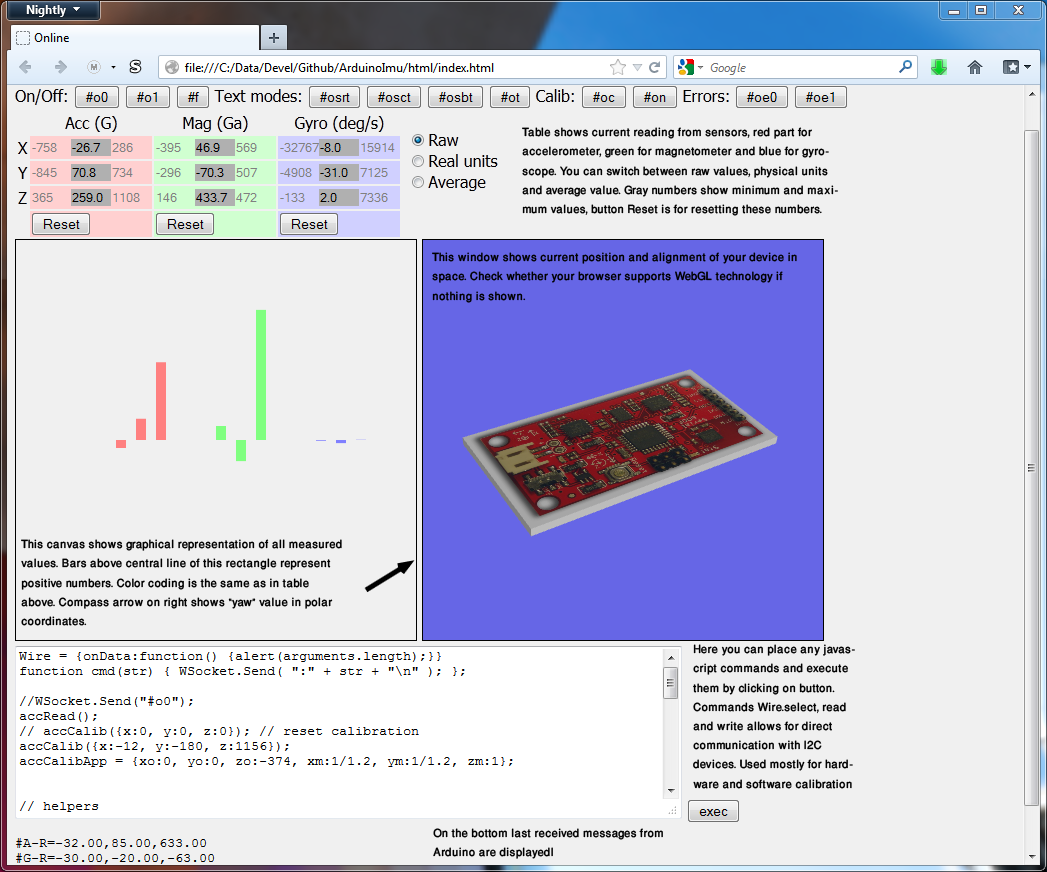 Nightly
Online
file:///C:/Data/Devel/Github/ArduinoImu/html/index.html
Google
On/Off: #o0 #o1 #f Text modes: #osrt #osct #osbt #ot Calib: #oc #on Errors: #oe0 #oe1
Acc (G) Mag (Ga) Gyro (deg/s)
X -758 -26.7 286 -395 46.9 569 -32767 -8.0 15914
Y -845 70.8 734 -296 -70.3 507 -4908 -31.0 7125
Z 365 259.0 1108 146 433.7 472 -133 2.0 7336
Reset Reset Reset
Raw
Real units
Average
Table shows current reading from sensors, red part for
accelerometer, green for magnetometer and blue for gyro-
scope. You can switch between raw values, physical units
and average value. Gray numbers show minimum and maxi-
mum values, button Reset is for resetting these numbers.
This window shows current position and alignment of your device in
space. Check whether your browser supports WebGL technology if
nothing is shown.
This canvas shows graphical representation of all measured
values. Bars above central line of this rectangle represent
positive numbers. Color coding is the same as in table
above. Compass arrow on right shows "yaw" value in polar
coordinates.
Wire = {onData:function() {alert(arguments.length);}}
function cmd(str) { WSocket.Send( ":" + str + "\n" ); };
//WSocket.Send("#o0");
accRead();
// accCalib({x:0, y:0, z:0}); // reset calibration
accCalib({x:-12, y:-180, z:1156});
accCalibApp = {xo:0, yo:0, zo:-374, xm:1/1.2, ym:1/1.2, zm:1};
// helpers
Here you can place any javas-
cript commands and execute
them by clicking on button.
Commands Wire.select, read
and write allows for direct
communication with I2C
devices. Used mostly for hard-
ware and software calibration
exec
#A-R=-32.00,85.00,633.00
#G-R=-30.00,-20.00,-63.00
On the bottom last received messages from
Arduino are displayed!